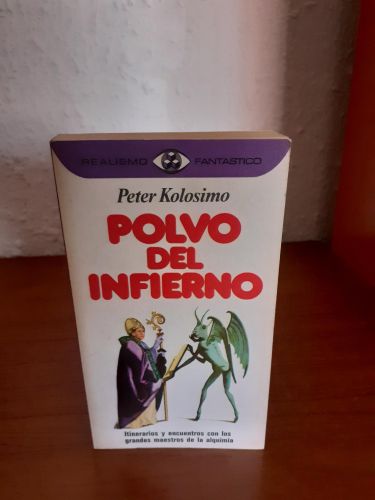 REALISMO FANTASTICO
Peter Kolosimo
POLVO
DEL
INFIERNO
Itinerarios y encuentros con los
grandes maestros de la alquimia